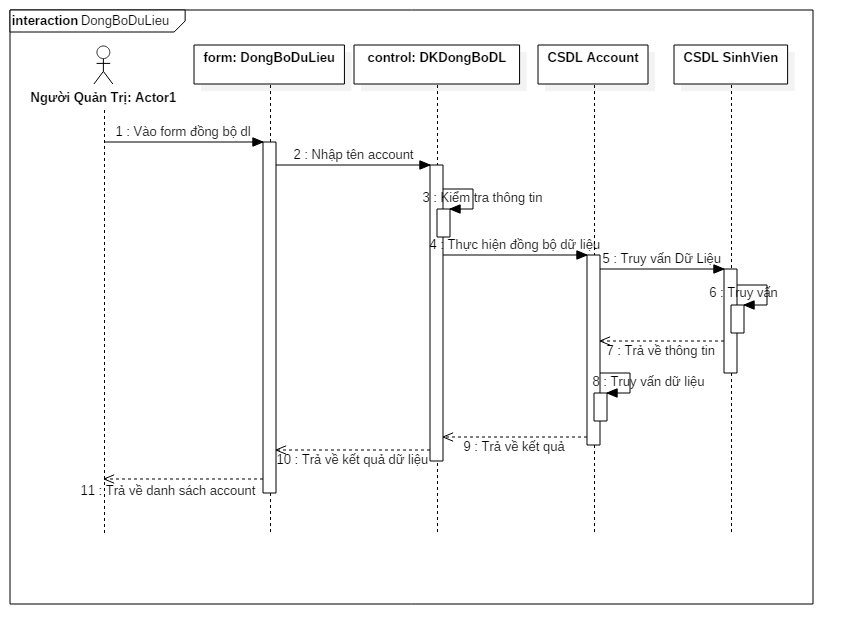 interaction DongBoDuLieu
form: DongBoDuLieu
control: DKDongBoDL
CSDL Account
CSDL SinhVien
Người Quản Trị: Actor1
1 : Vào form đồng bộ dl
2 : Nhập tên account
3 : Kiểm tra thông tin
4 : Thực hiện đồng bộ dữ liệu
5 : Truy vấn Dữ Liệu
6 : Truy vấn
7 : Trả về thông tin
8 : Truy vấn dữ liệu
9 : Trả về kết quả
10 : Trả về kết quả dữ liệu
11 : Trả về danh sách account